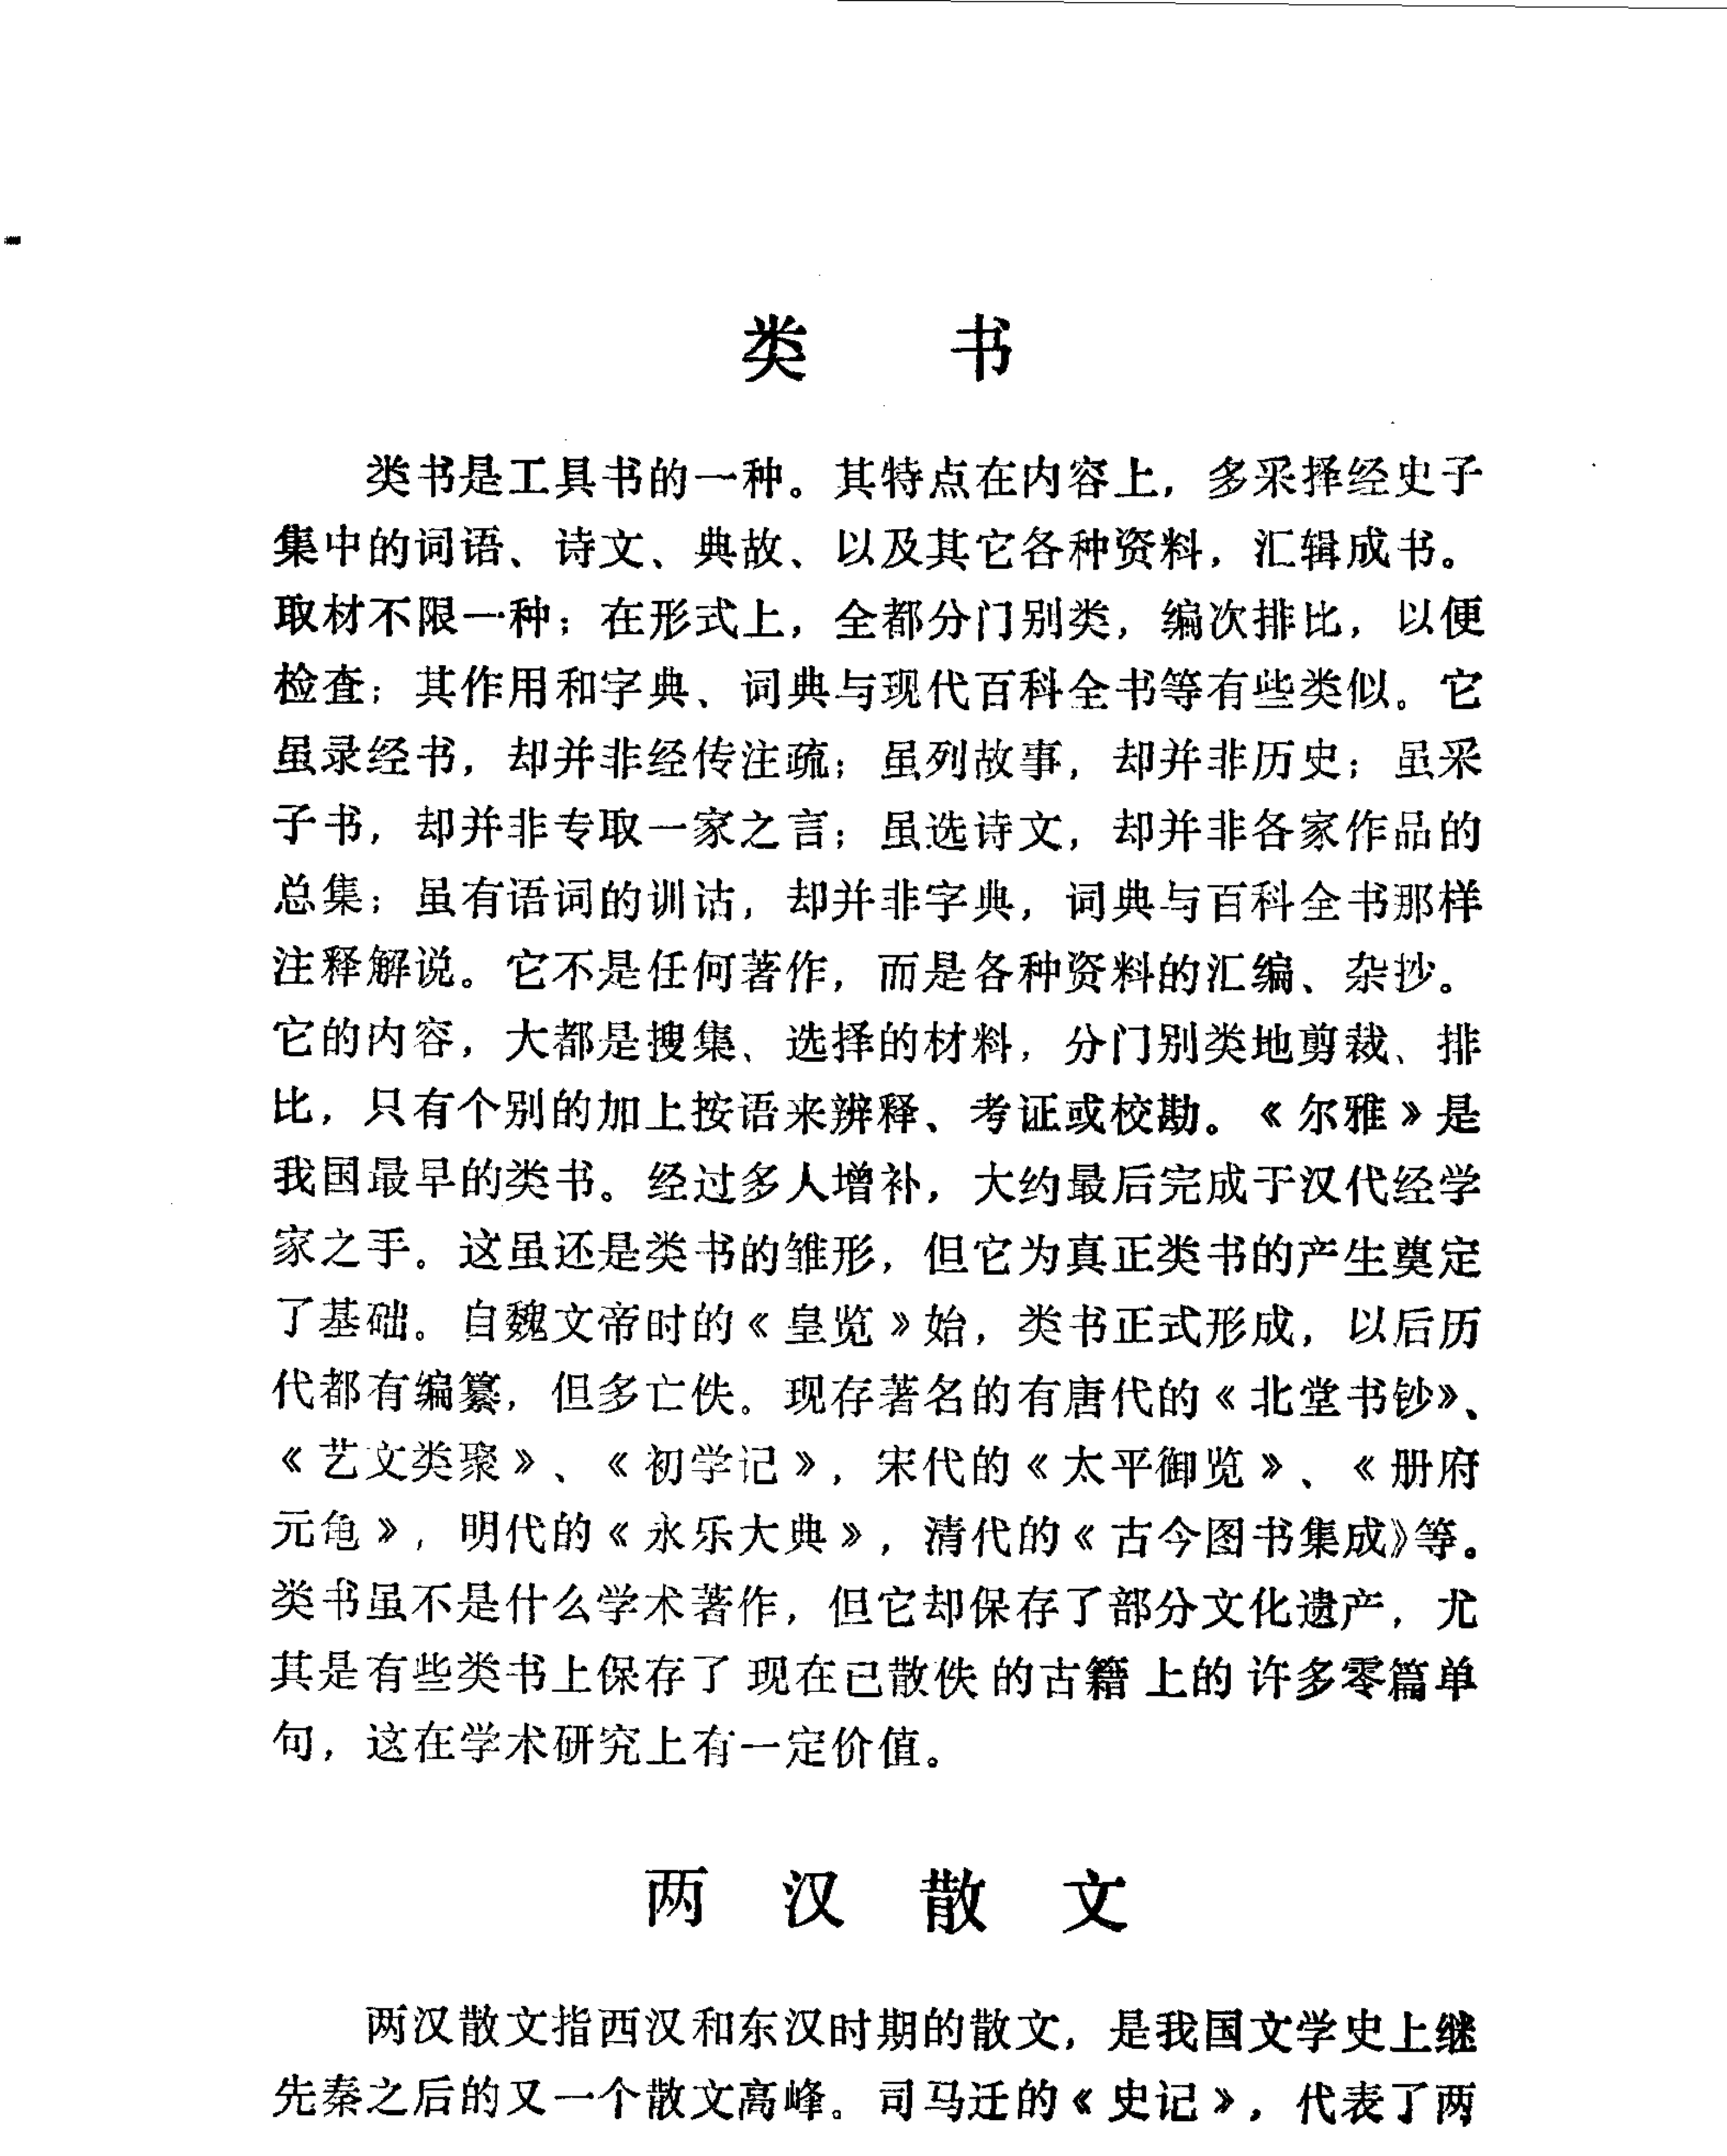 类书
类书是工具书的一种。其特点在内容上，多采择经史子
集中的词语、诗文、典故、以及其它各种资料，汇辑成书。
取材不限一种；在形式上，全都分门别类，编次排比，以便
检查；其作用和字典、词典与现代百科全书等有些类似。它
虽录经书，却并非经传注疏；虽列故事，却并非历史；虽采
子书，却并非专取一家之言；虽选诗文，却并非各家作品的
总集；虽有语词的训诂，却并非字典，词典与百科全书那样
注释解说。它不是任何著作，而是各种资料的汇编、杂抄。
它的内容，大都是搜集、选择的材料，分门别类地剪裁、排
比，只有个别的加上按语来辨释、考证或校勘。《尔雅》是
我国最早的类书。经过多人增补，大约最后完成于汉代经学
家之手。这虽还是类书的雏形，但它为真正类书的产生奠定
了基础。自魏文帝时的《皇览》始，类书正式形成，以后历
代都有编纂，但多亡佚。现存著名的有唐代的《北堂书钞》、
《艺文类聚》、《初学记》，宋代的《太平御览》、《册府
元龟》，明代的《永乐大典》，清代的《古今图书集成》等。
类书虽不是什么学术著作，但它却保存了部分文化遗产，尤
其是有些类书上保存了现在已散佚的古籍上的许多零篇单
句，这在学术研究上有一定价值。
两汉散文
两汉散文指西汉和东汉时期的散文，是我国文学史上继
先秦之后的又一个散文高峰。司马迁的《史记》，代表了两